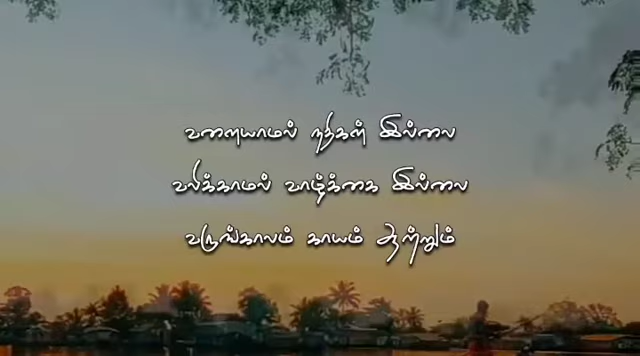 வளையாமல் நதிகள் இல்லை
வலிக்காமல் வாழ்க்கை இல்லை
வருங்காலம் காயம் ஆற்றும்